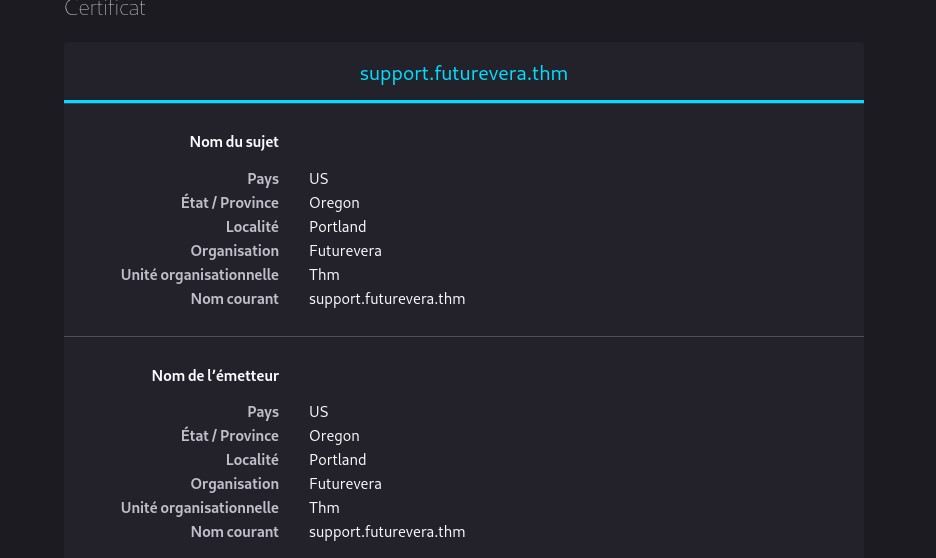 Certificat
support.futurevera.thm
Nom du sujet
Pays US
État / Province Oregon
Localité Portland
Organisation Futurevera
Unité organisationnelle Thm
Nom courant support.futurevera.thm
Nom de l’émetteur
Pays US
État / Province Oregon
Localité Portland
Organisation Futurevera
Unité organisationnelle Thm
Nom courant support.futurevera.thm